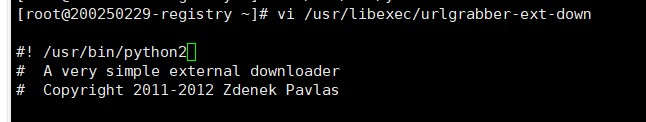 [root@200250229-registry ~]# vi /usr/libexec/urlgrabber-ext-down
#! /usr/bin/python2
#  A very simple external downloader
#  Copyright 2011-2012 Zdenek Pavlas